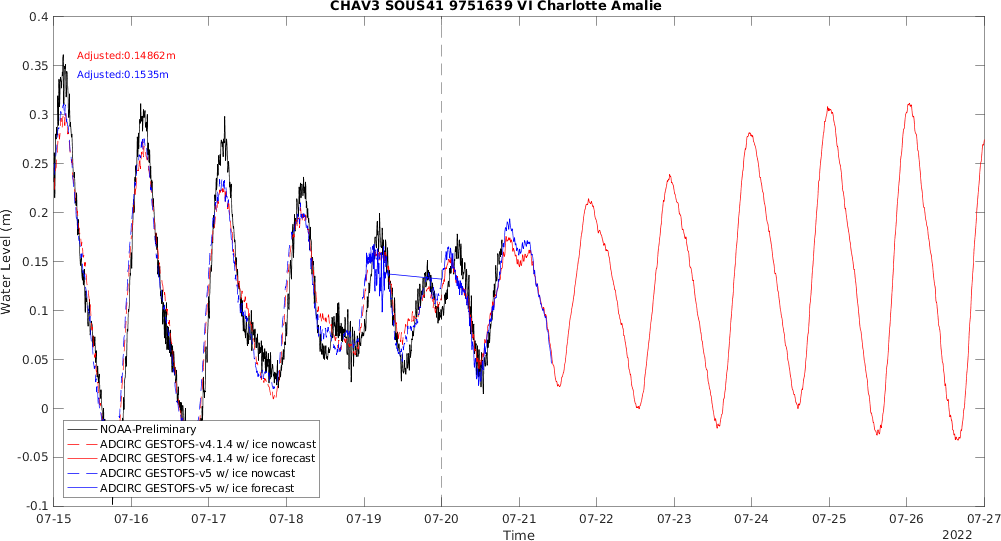 CHAV3 SOUS41 9751639 VI Charlotte Amalie
Adjusted:0.14862m
Adjusted:0.1535m
Water Level (m)
0.4
0.35
0.3
0.25
0.2
0.15
0.1
0.05
0
-0.05
-0.1
NOAA-Preliminary
ADCIRC GESTOFS-v4.1.4 w/ ice nowcast
ADCIRC GESTOFS-v4.1.4 w/ ice forecast
ADCIRC GESTOFS-v5 w/ ice nowcast
ADCIRC GESTOFS-v5 w/ ice forecast
07-15 07-16 07-17 07-18 07-19 07-20 07-21 07-22 07-23 07-24 07-25 07-26 07-27
Time
2022